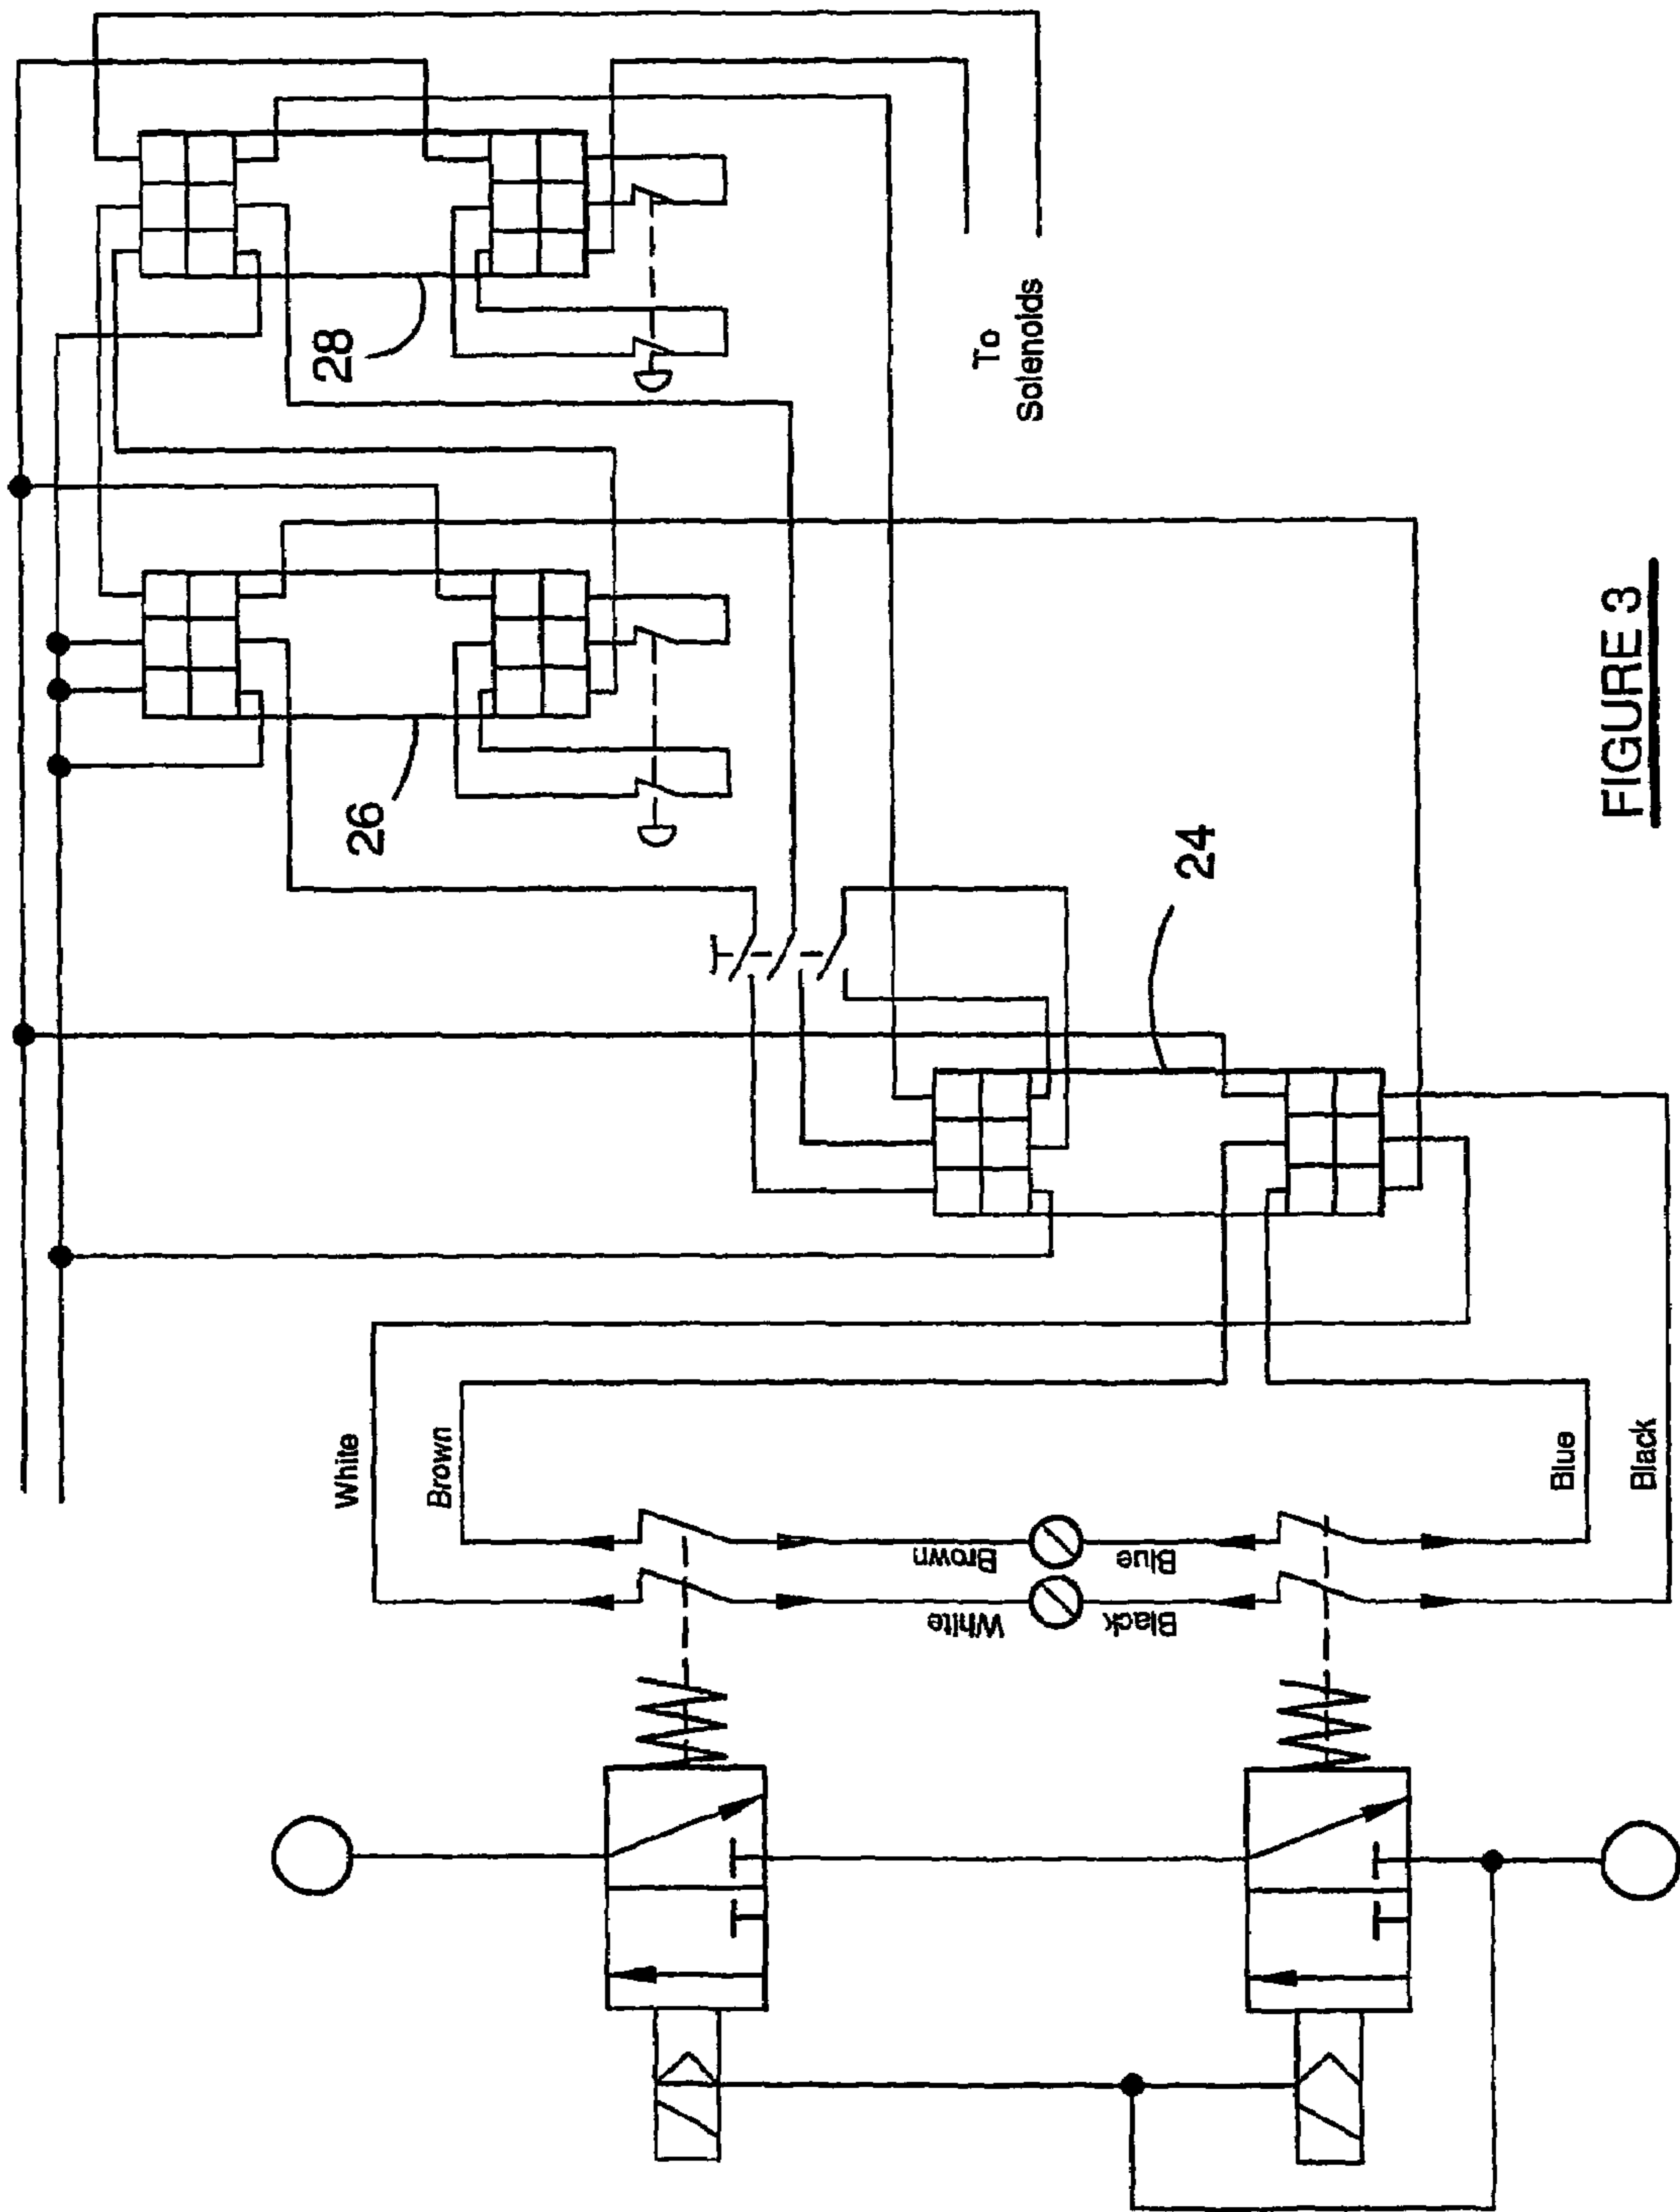 28
26
To
Solenoids
24
White
Brown
Blue
Black
Brown
Blue
White
Black
FIGURE 3